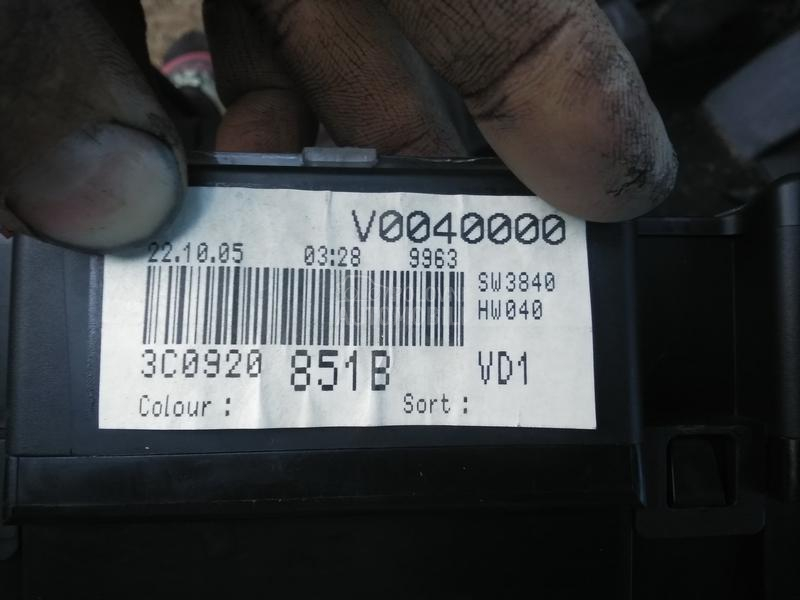 V0040000
22.10.05 03:28 9963
SW3840
HW040
3C0920 851B VD1
Colour : Sort :